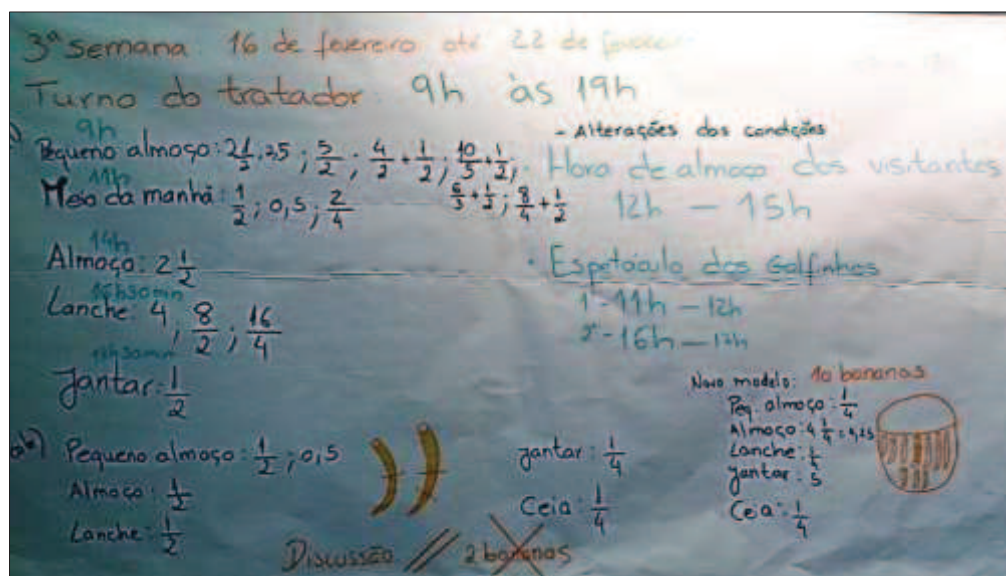 3ª semana: 16 de fevereiro até 22 de
Turno do tratador: 9h às 19h
9h
Pequeno almoço: 2 1/2, 2,5 ; 5/2 ; 4/2 + 1/2 ; 10/5 + 1/2 ;
6/3 + 1/2 ; 8/4 + 1/2
11h
Meio da manhã: 1/2 ; 0,5 ; 2/4
14h
Almoço: 2 1/2
16h30min
Lanche: 4, 8/2 ; 16/4
Jantar: 1/2
- Alterações das condições
· Hora de almoço dos visitantes
12h — 15h
· Espetáculo dos Golfinhos
1º - 11h — 12h
2º - 16h — 17h
Pequeno almoço: 1/2 ; 0,5
Almoço: 1/2
Lanche: 1/2
Jantar: 1/4
Ceia: 1/4
Discussão // 2 bananas
Novo modelo: 10 bananas
Peq. almoço: 1/4
Almoço: 4 1/4 = 4,25
Lanche:
Jantar: 5
Ceia: 1/4